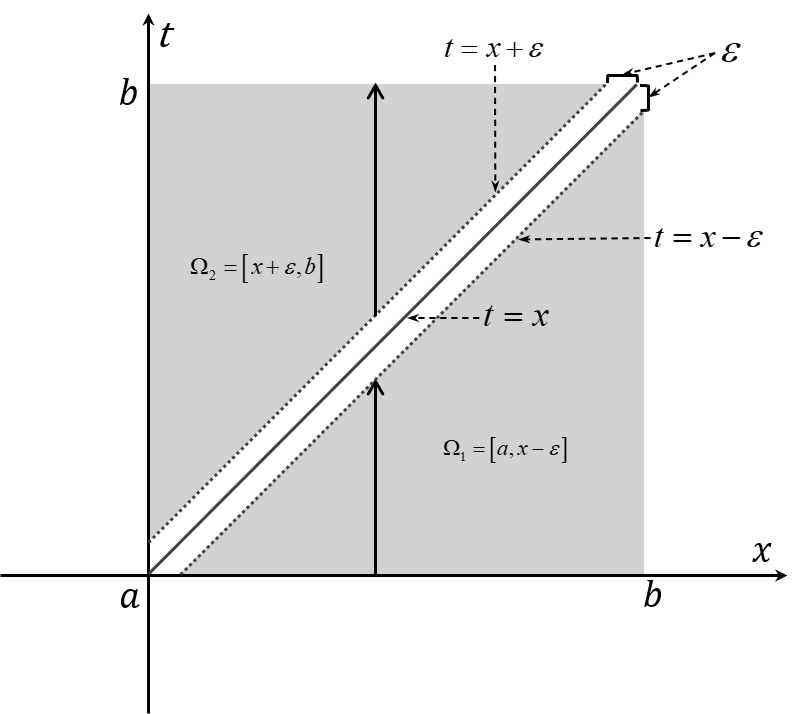 t
t = x + ε
ε
b
t = x − ε
Ω₂ = [x + ε, b]
t = x
Ω₁ = [a, x − ε]
x
a
b